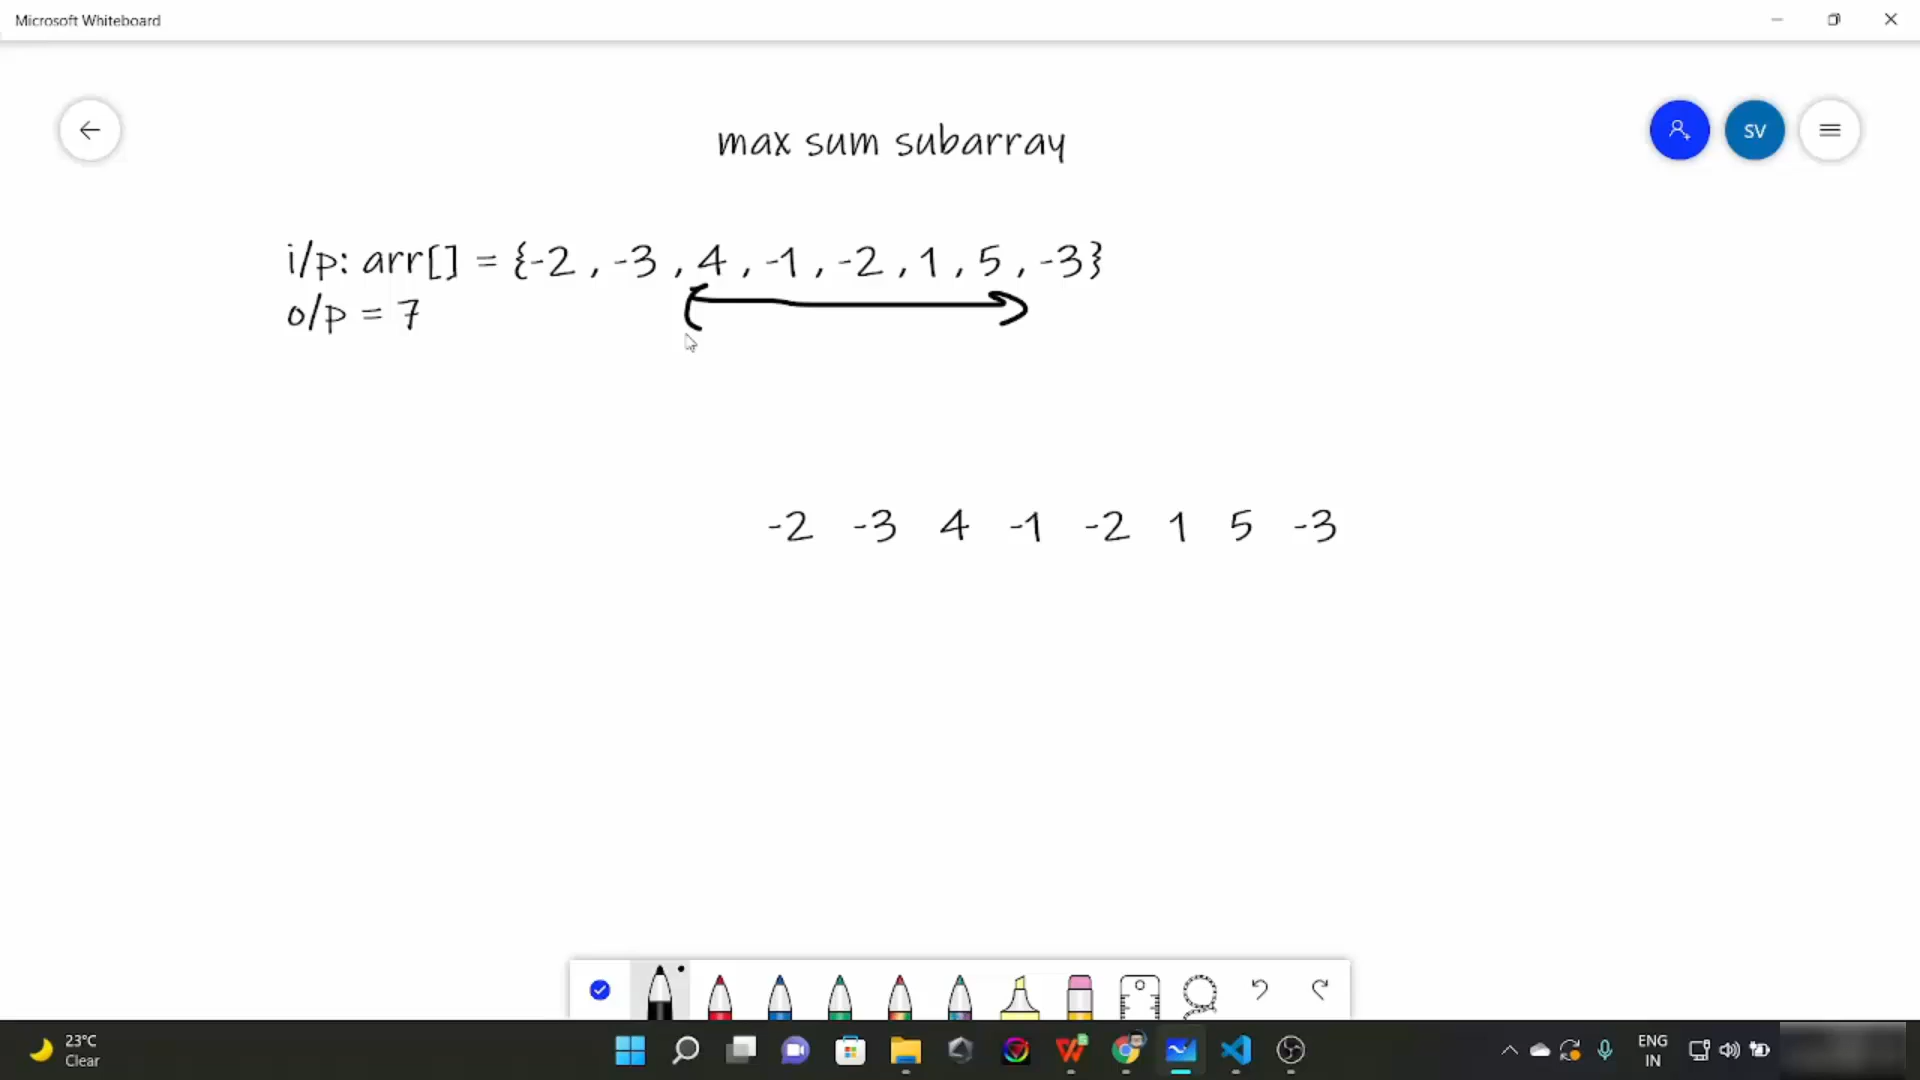 Microsoft Whiteboard
SV
max sum subarray
i/p: arr[] = {-2 , -3 , 4 , -1 , -2 , 1 , 5 , -3}
o/p = 7
-2 -3 4 -1 -2 1 5 -3
23°C
Clear
ENG
IN